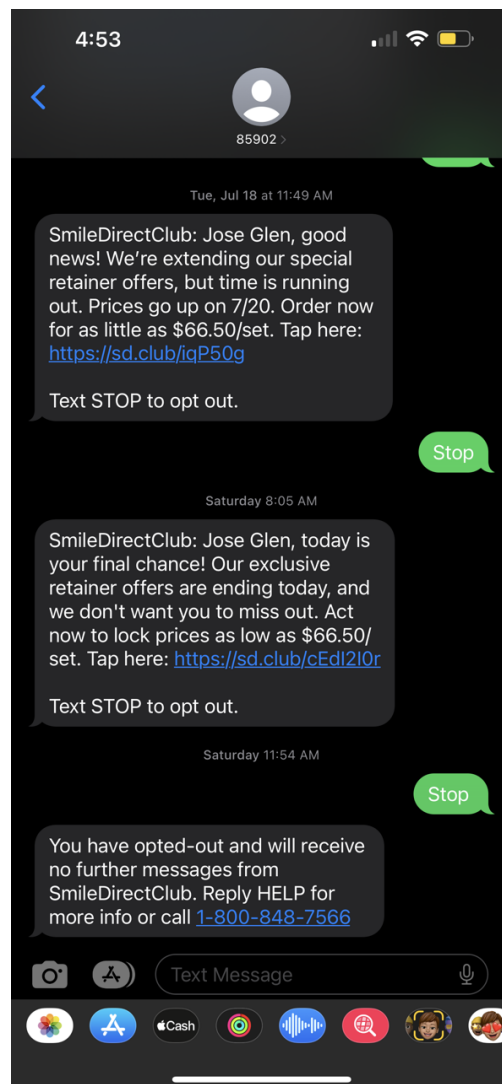 4:53
85902
Tue, Jul 18 at 11:49 AM
SmileDirectClub: Jose Glen, good
news! We're extending our special
retainer offers, but time is running
out. Prices go up on 7/20. Order now
for as little as $66.50/set. Tap here:
https://sd.club/iqP50g
Text STOP to opt out.
Stop
Saturday 8:05 AM
SmileDirectClub: Jose Glen, today is
your final chance! Our exclusive
retainer offers are ending today, and
we don't want you to miss out. Act
now to lock prices as low as $66.50/
set. Tap here: https://sd.club/cEdl2I0r
Text STOP to opt out.
Saturday 11:54 AM
Stop
You have opted-out and will receive
no further messages from
SmileDirectClub. Reply HELP for
more info or call 1-800-848-7566
Text Message
Cash